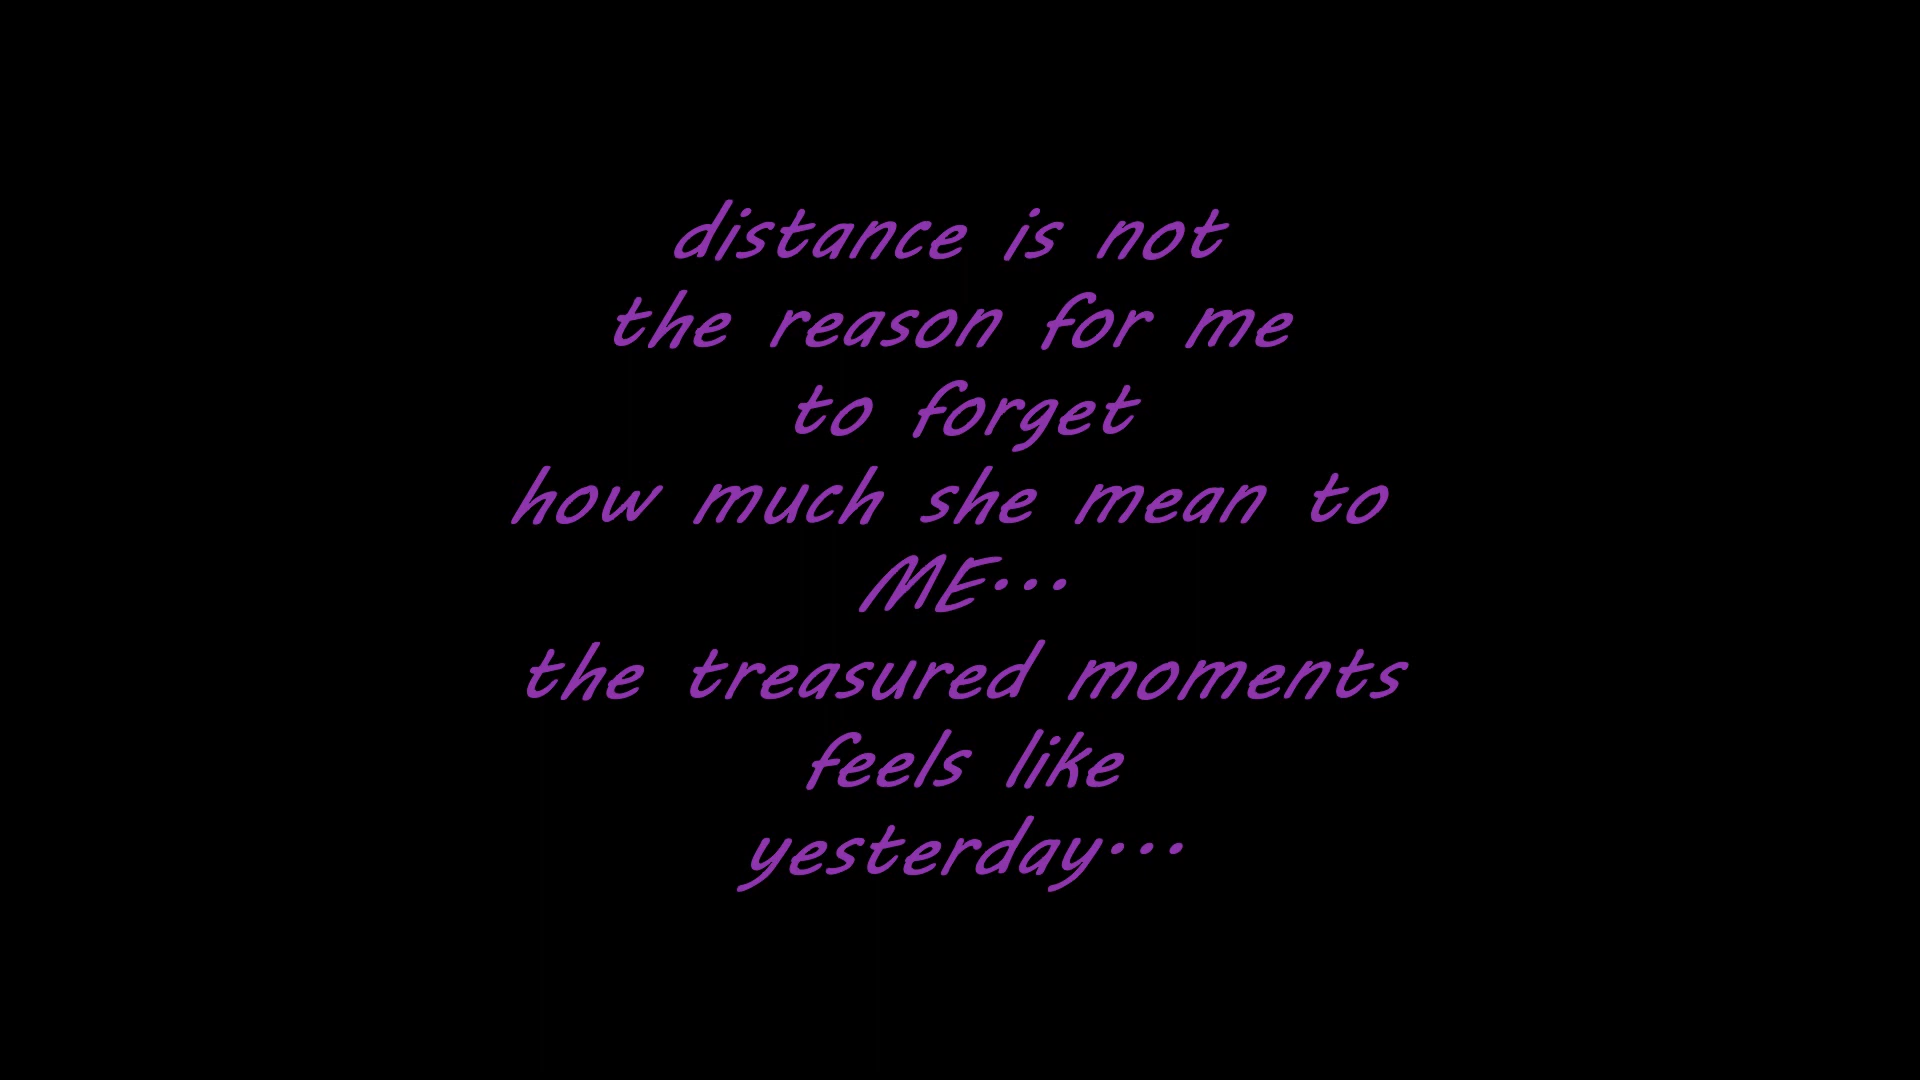 distance is not
the reason for me
to forget
how much she mean to
ME...
the treasured moments
feels like
yesterday...